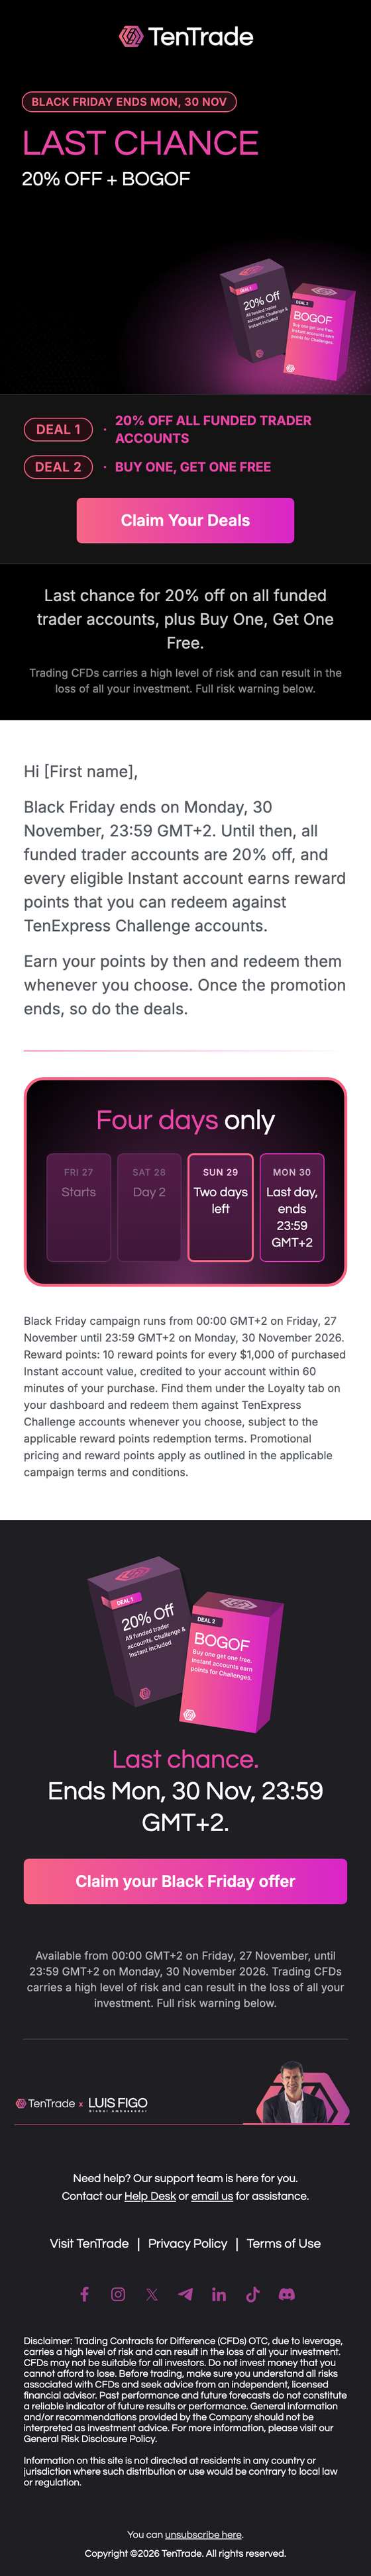 TenTrade
BLACK FRIDAY ENDS MON, 30 NOV
LAST CHANCE
20% OFF + BOGOF
DEAL 1
20% Off
All funded trader
accounts. Challenge &
Instant included
DEAL 2
BOGOF
Buy one get one free.
Instant accounts earn
points for Challenges.
DEAL 1 · 20% OFF ALL FUNDED TRADER
ACCOUNTS
DEAL 2 · BUY ONE, GET ONE FREE
Claim Your Deals
Last chance for 20% off on all funded
trader accounts, plus Buy One, Get One
Free.
Trading CFDs carries a high level of risk and can result in the
loss of all your investment. Full risk warning below.
Hi [First name],
Black Friday ends on Monday, 30
November, 23:59 GMT+2. Until then, all
funded trader accounts are 20% off, and
every eligible Instant account earns reward
points that you can redeem against
TenExpress Challenge accounts.
Earn your points by then and redeem them
whenever you choose. Once the promotion
ends, so do the deals.
Four days only
FRI 27
Starts
SAT 28
Day 2
SUN 29
Two days
left
MON 30
Last day,
ends
23:59
GMT+2
Black Friday campaign runs from 00:00 GMT+2 on Friday, 27
November until 23:59 GMT+2 on Monday, 30 November 2026.
Reward points: 10 reward points for every $1,000 of purchased
Instant account value, credited to your account within 60
minutes of your purchase. Find them under the Loyalty tab on
your dashboard and redeem them against TenExpress
Challenge accounts whenever you choose, subject to the
applicable reward points redemption terms. Promotional
pricing and reward points apply as outlined in the applicable
campaign terms and conditions.
DEAL 1
20% Off
All funded trader
accounts. Challenge &
Instant included
DEAL 2
BOGOF
Buy one get one free.
Instant accounts earn
points for Challenges.
Last chance.
Ends Mon, 30 Nov, 23:59
GMT+2.
Claim your Black Friday offer
Available from 00:00 GMT+2 on Friday, 27 November, until
23:59 GMT+2 on Monday, 30 November 2026. Trading CFDs
carries a high level of risk and can result in the loss of all your
investment. Full risk warning below.
TenTrade x LUIS FIGO
GLOBAL AMBASSADOR
Need help? Our support team is here for you.
Contact our Help Desk or email us for assistance.
Visit TenTrade | Privacy Policy | Terms of Use
Disclaimer: Trading Contracts for Difference (CFDs) OTC, due to leverage,
carries a high level of risk and can result in the loss of all your investment.
CFDs may not be suitable for all investors. Do not invest money that you
cannot afford to lose. Before trading, make sure you understand all risks
associated with CFDs and seek advice from an independent, licensed
financial advisor. Past performance and future forecasts do not constitute
a reliable indicator of future results or performance. General information
and/or recommendations provided by the Company should not be
interpreted as investment advice. For more information, please visit our
General Risk Disclosure Policy.
Information on this site is not directed at residents in any country or
jurisdiction where such distribution or use would be contrary to local law
or regulation.
You can unsubscribe here.
Copyright ©2026 TenTrade. All rights reserved.